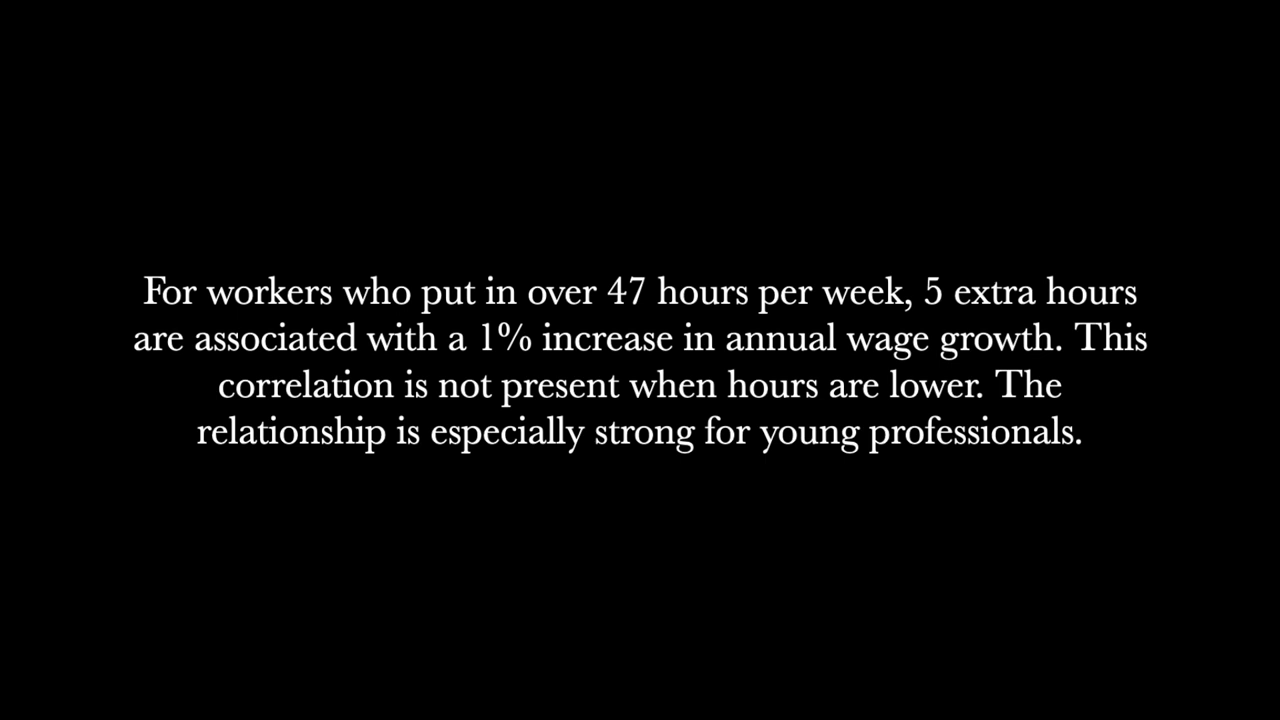 For workers who put in over 47 hours per week, 5 extra hours
are associated with a 1% increase in annual wage growth. This
correlation is not present when hours are lower. The
relationship is especially strong for young professionals.